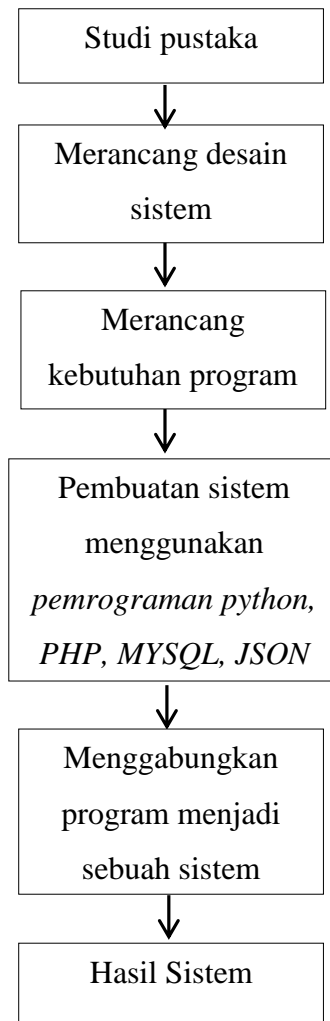 Studi pustaka
Merancang desain
sistem
Merancang
kebutuhan program
Pembuatan sistem
menggunakan
pemrograman python,
PHP, MYSQL, JSON
Menggabungkan
program menjadi
sebuah sistem
Hasil Sistem